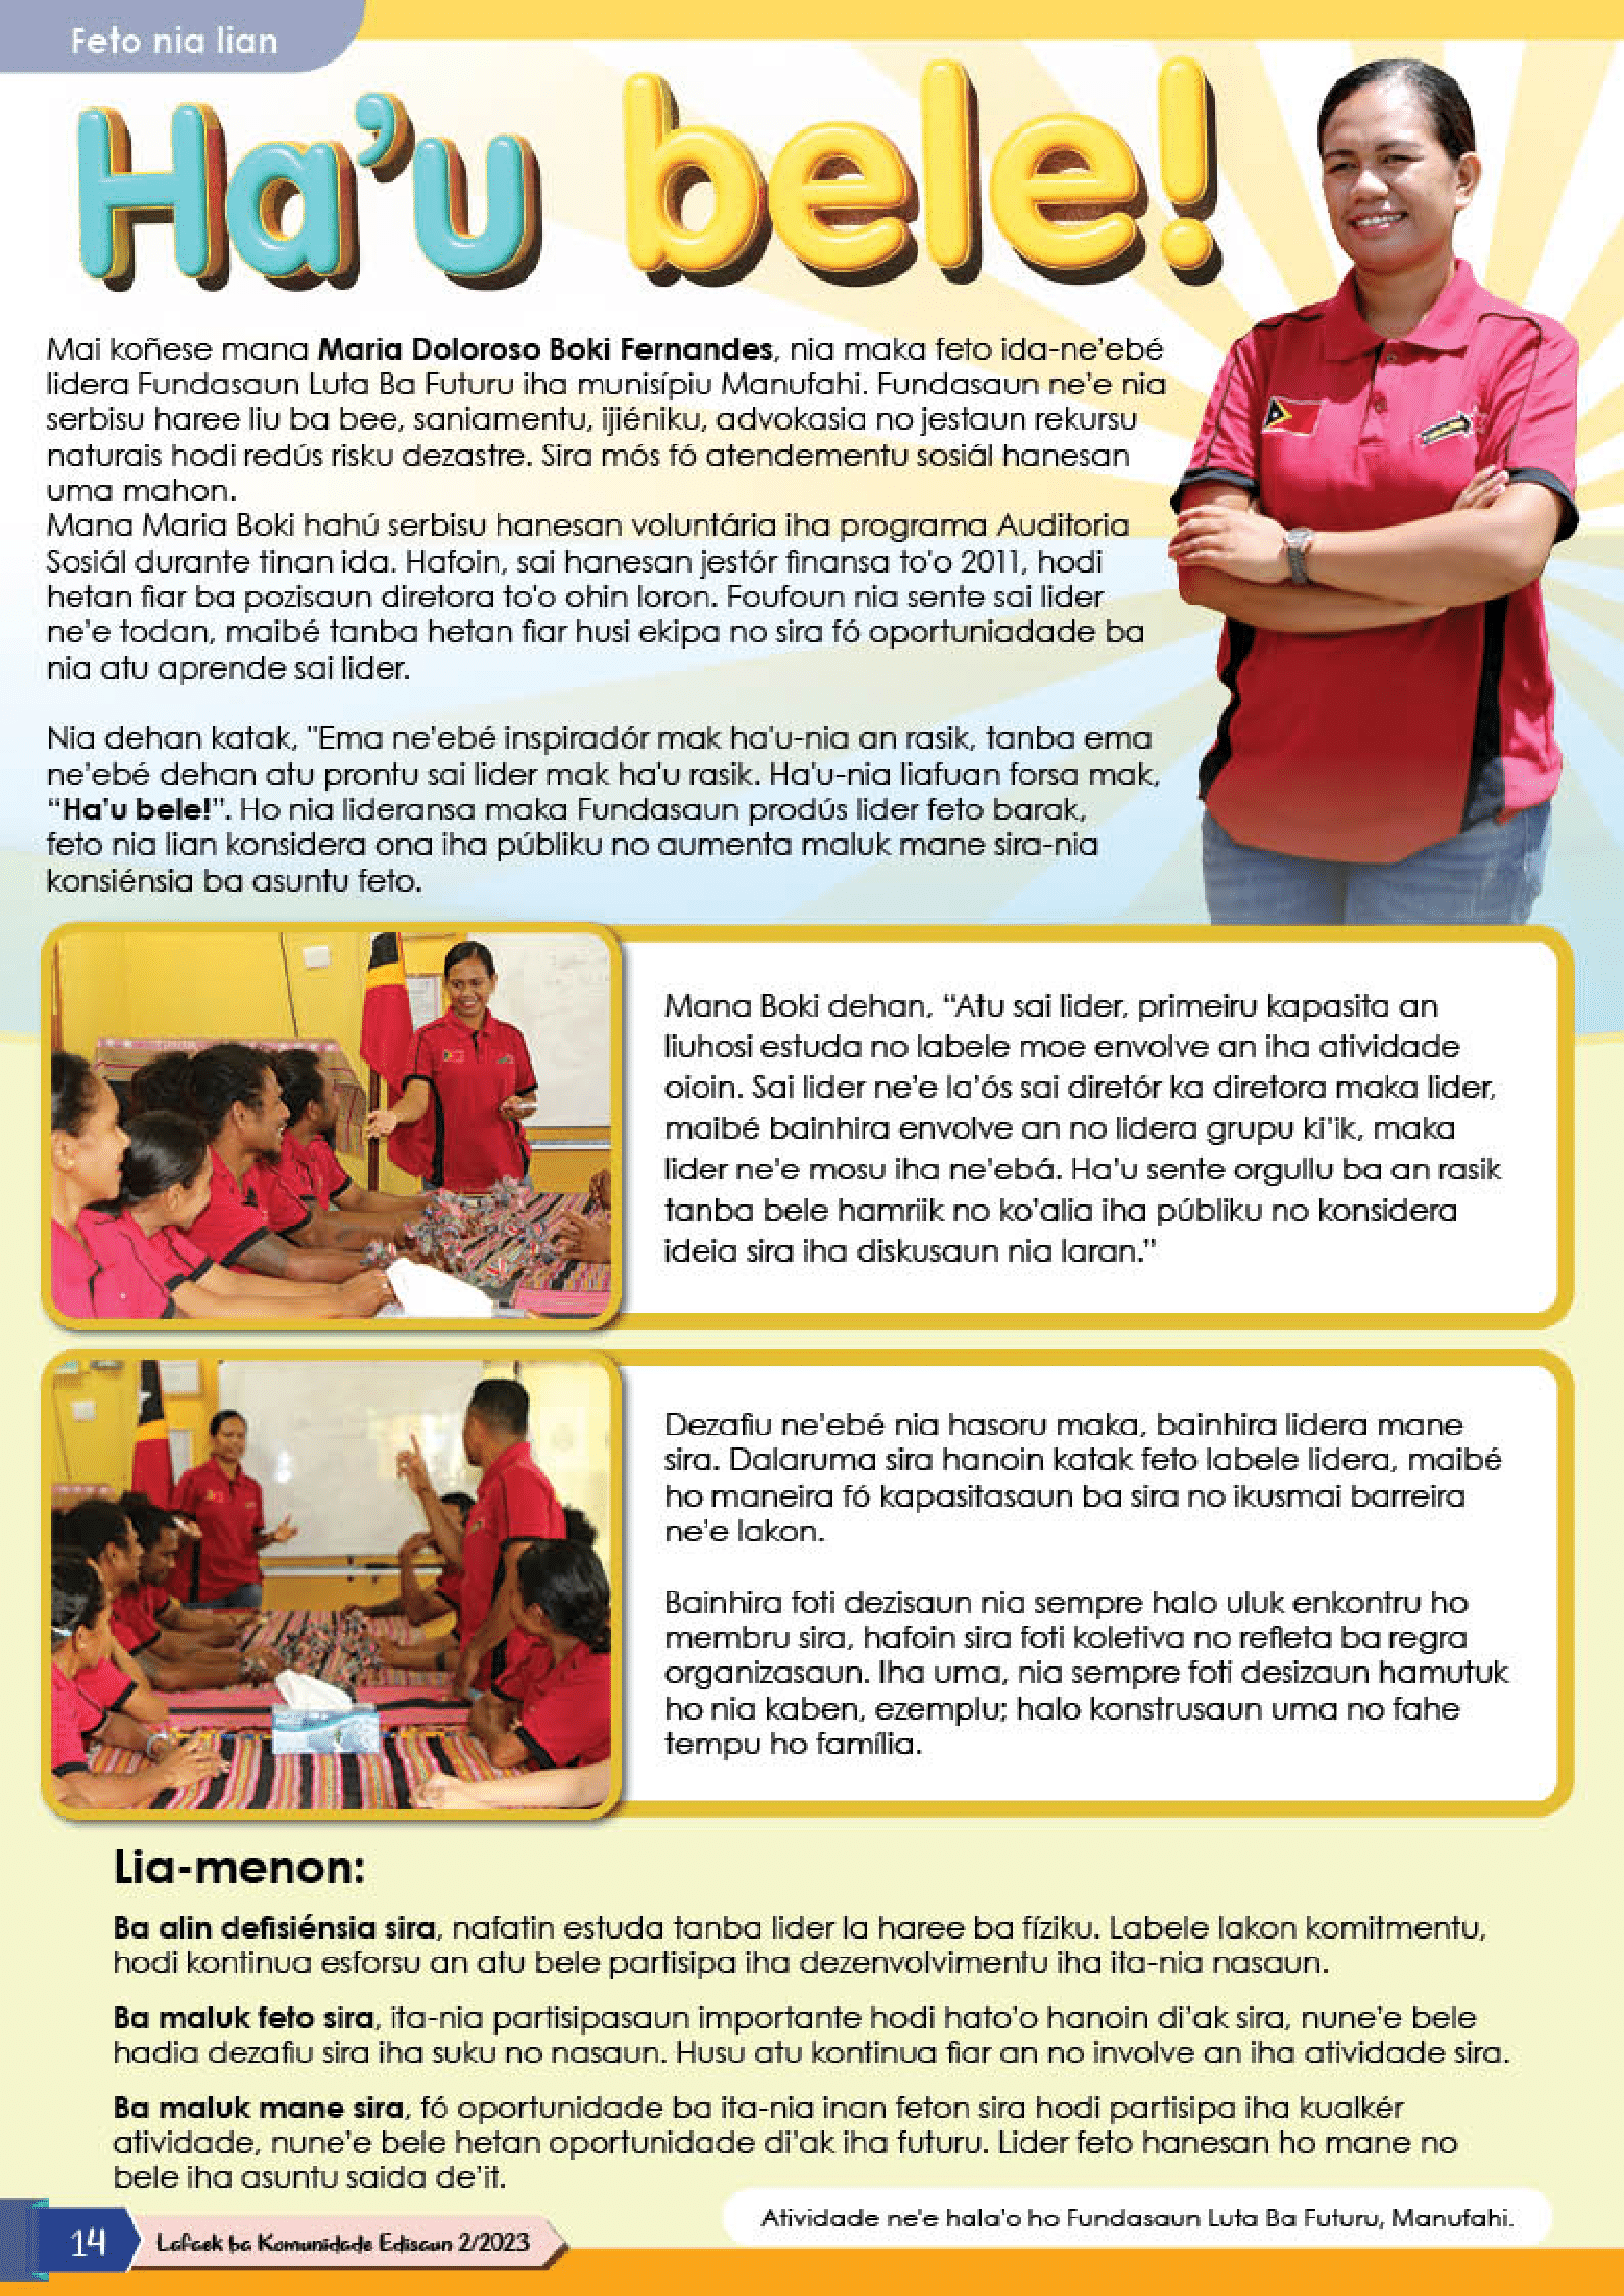 Feto nia lian
Ha'u bele!
Mai koñese mana Maria Doloroso Boki Fernandes, nia maka feto ida-ne'ebé
lidera Fundasaun Luta Ba Futuru iha munisípiu Manufahi. Fundasaun ne'e nia
serbisu haree liu ba bee, saniamentu, ijiéniku, advokasia no jestaun rekursu
naturais hodi redús risku dezastre. Sira mós fó atendementu sosiál hanesan
uma mahon.
Mana Maria Boki hahú serbisu hanesan voluntária iha programa Auditoria
Sosiál durante tinan ida. Hafoin, sai hanesan jestór finansa to'o 2011, hodi
hetan fiar ba pozisaun diretora to'o ohin loron. Foufoun nia sente sai lider
ne'e todan, maibé tanba hetan fiar husi ekipa no sira fó oportuniadade ba
nia atu aprende sai lider.
Nia dehan katak, "Ema ne'ebé inspiradór mak ha'u-nia an rasik, tanba ema
ne'ebé dehan atu prontu sai lider mak ha'u rasik. Ha'u-nia liafuan forsa mak,
"Ha'u bele!". Ho nia lideransa maka Fundasaun prodús lider feto barak,
feto nia lian konsidera ona iha públiku no aumenta maluk mane sira-nia
konsiénsia ba asuntu feto.
Mana Boki dehan, "Atu sai lider, primeiru kapasita an
liuhosi estuda no labele moe envolve an iha atividade
oioin. Sai lider ne'e la'ós sai diretór ka diretora maka lider,
maibé bainhira envolve an no lidera grupu ki'ik, maka
lider ne'e mosu iha ne'ebá. Ha'u sente orgullu ba an rasik
tanba bele hamriik no ko'alia iha públiku no konsidera
ideia sira iha diskusaun nia laran."
Dezafiu ne'ebé nia hasoru maka, bainhira lidera mane
sira. Dalaruma sira hanoin katak feto labele lidera, maibé
ho maneira fó kapasitasaun ba sira no ikusmai barreira
ne'e lakon.
Bainhira foti dezisaun nia sempre halo uluk enkontru ho
membru sira, hafoin sira foti koletiva no refleta ba regra
organizasaun. Iha uma, nia sempre foti desizaun hamutuk
ho nia kaben, ezemplu; halo konstrusaun uma no fahe
tempu ho família.
Lia-menon:
Ba alin defisiénsia sira, nafatin estuda tanba lider la haree ba fíziku. Labele lakon komitmentu,
hodi kontinua esforsu an atu bele partisipa iha dezenvolvimentu iha ita-nia nasaun.
Ba maluk feto sira, ita-nia partisipasaun importante hodi hato'o hanoin di'ak sira, nune'e bele
hadia dezafiu sira iha suku no nasaun. Husu atu kontinua fiar an no involve an iha atividade sira.
Ba maluk mane sira, fó oportunidade ba ita-nia inan feton sira hodi partisipa iha kualkér
atividade, nune'e bele hetan oportunidade di'ak iha futuru. Lider feto hanesan ho mane no
bele iha asuntu saida de'it.
Atividade ne'e hala'o ho Fundasaun Luta Ba Futuru, Manufahi.
14
Lafaek ba Komunidade Edisaun 2/2023